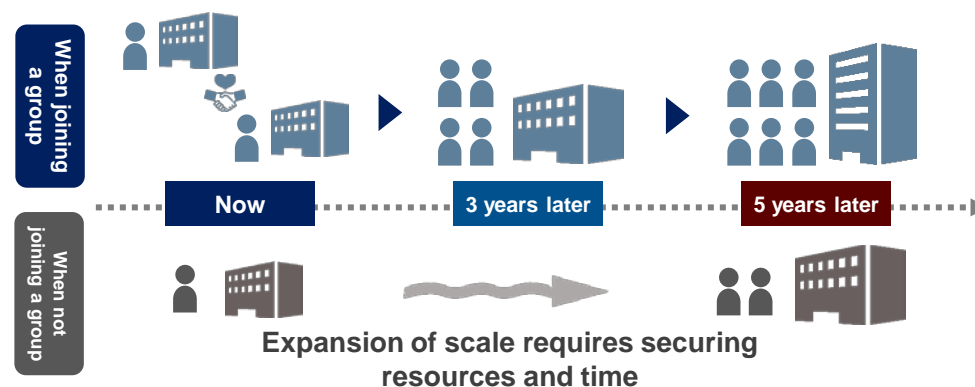 When joining
a group
Now
3 years later
5 years later
When not
joining a group
Expansion of scale requires securing
resources and time